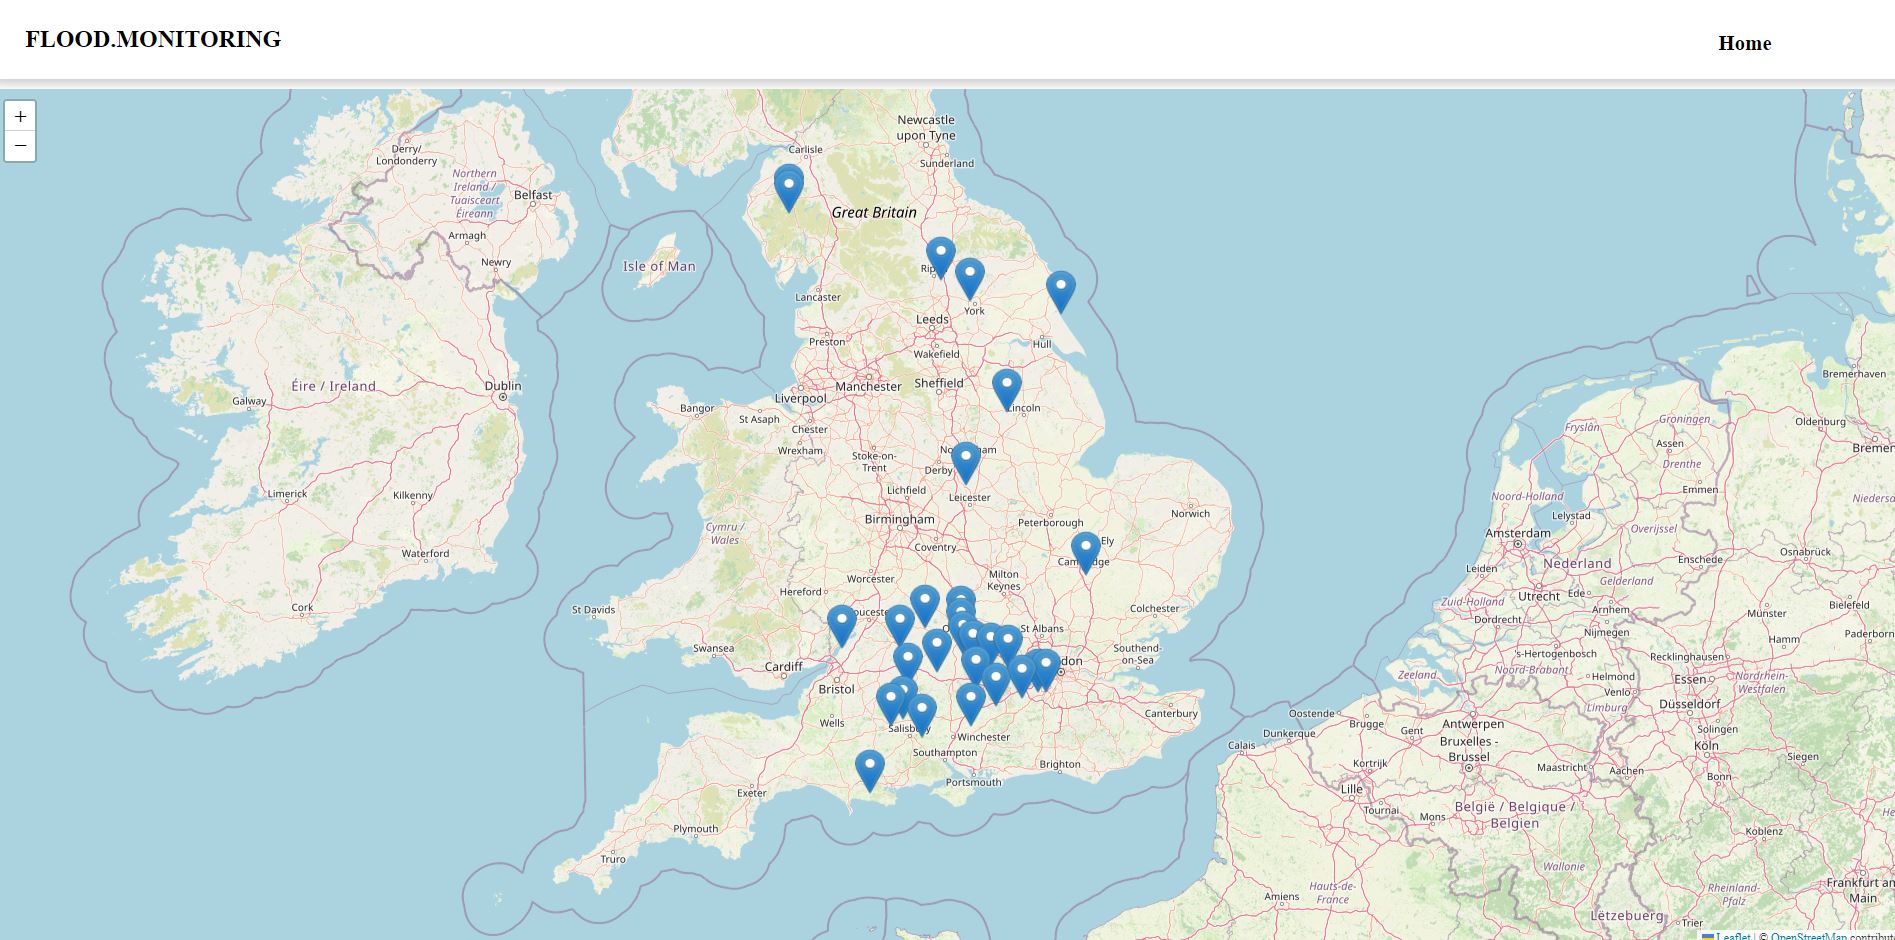 FLOOD.MONITORING
Home
+
−
Newcastle
upon Tyne
Carlisle
Sunderland
Derry/
Londonderry
Northern
Ireland /
Tuaisceart
Éireann
Belfast
Great Britain
Armagh
Newry
Isle of Man
Lancaster
York
Leeds
Preston
Hull
Wakefield
Bremerhaven
Éire / Ireland
Dublin
Manchester
Sheffield
Galway
Liverpool
Bangor
St Asaph
Lincoln
Chester
Groningen
Oldenburg
Fryslân
Assen
Bremen
Wrexham
Stoke-on-
Trent
Derby
Drenthe
Limerick
Kilkenny
Lichfield
Leicester
Emmen
Noord-Holland
Birmingham
Peterborough
Norwich
Lelystad
Cymru /
Wales
Overijssel
Amsterdam
Ely
Coventry
Waterford
Osnabrück
Enschede
Cambridge
Nederland
Leiden
Worcester
Milton
Keynes
Gelderland
Hereford
Utrecht
Ede
Cork
St Davids
Colchester
Zuid-Holland
Arnhem
Münster
Bielefeld
Dordrecht
St Albans
Nijmegen
Hamm
Paderborn
Swansea
Southend-
on-Sea
's-Hertogenbosch
Recklinghausen
Cardiff
Zeeland
Noord-Brabant
Helmond
Essen
Nordrhein-
Westfalen
Bristol
Venlo
Düsseldorf
Canterbury
Oostende
Limburg
Wells
Brugge
Antwerpen
Salisbury
Winchester
Dunkerque
Gent
Solingen
Calais
Bruxelles -
Brussel
Köln
Southampton
Brighton
Kortrijk
Maastricht
Aachen
Siegen
Portsmouth
Bonn
Exeter
Lille
Tournai
België / Belgique /
Belgien
Mons
Plymouth
Koblenz
Truro
Wallonie
Hauts-de-
France
Rheinland-
Pfalz
Frankfurt am
Main
Amiens
Lëtzebuerg
Trier
Leaflet | © OpenStreetMap